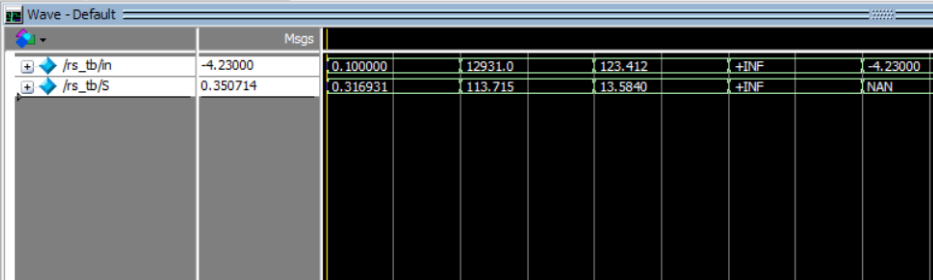 Wave - Default
Msgs
/rs_tb/in -4.23000 0.100000 12931.0 123.412 +INF -4.23000
/rs_tb/S 0.350714 0.316931 113.715 13.5840 +INF NAN